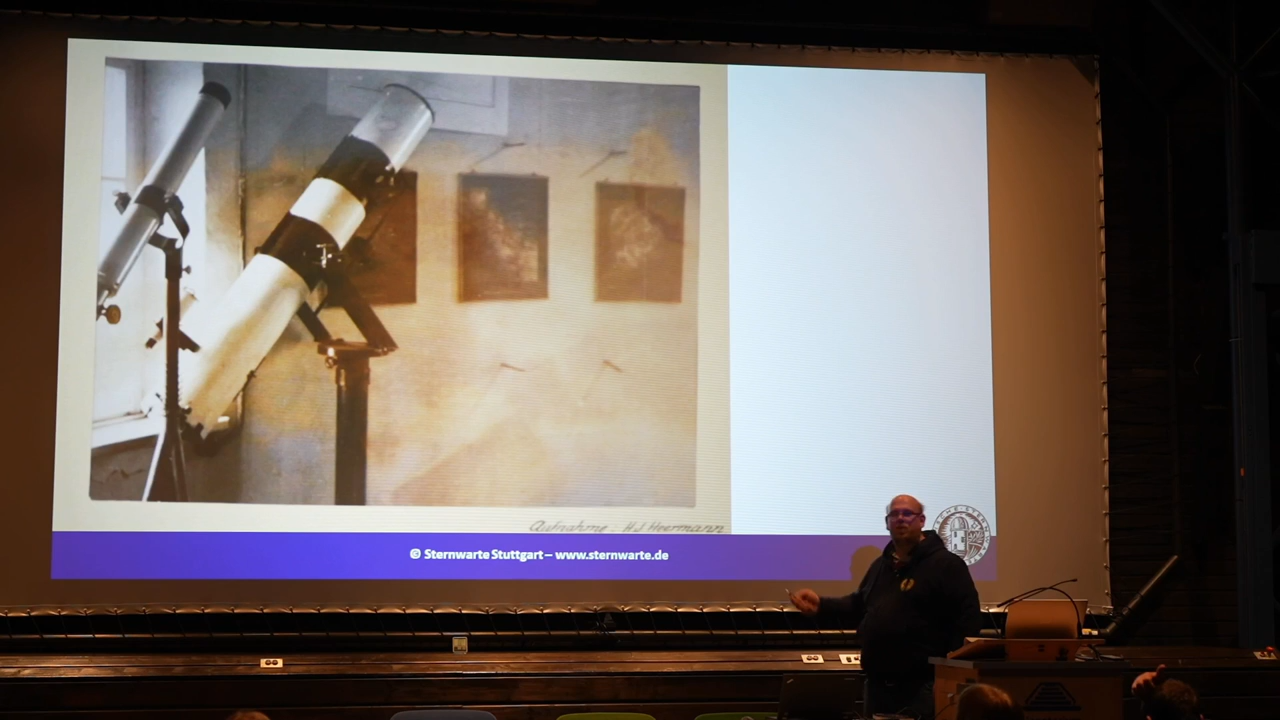 Aufnahme - H.J. Heermann
© Sternwarte Stuttgart – www.sternwarte.de